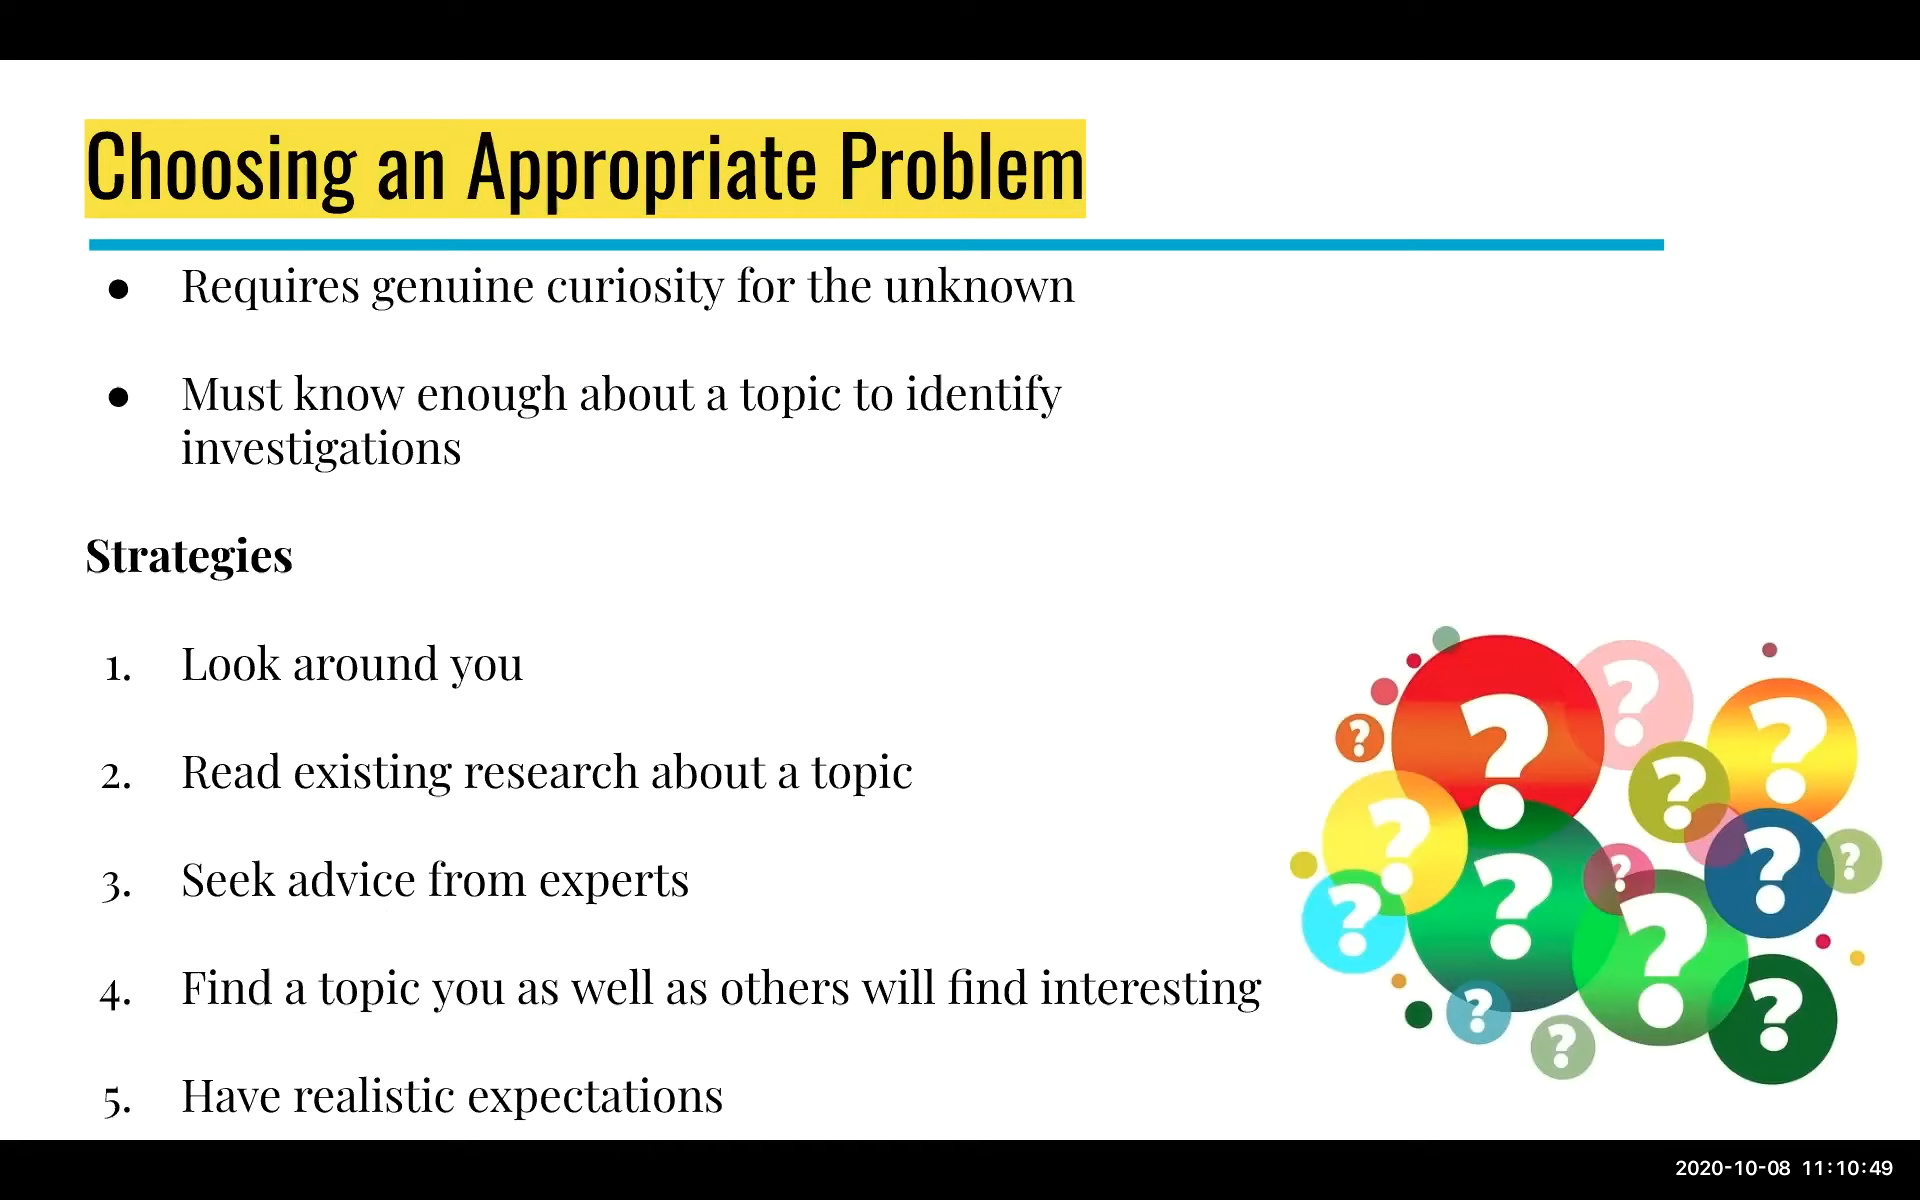 Choosing an Appropriate Problem
● Requires genuine curiosity for the unknown
● Must know enough about a topic to identify
investigations
Strategies
1. Look around you
2. Read existing research about a topic
3. Seek advice from experts
4. Find a topic you as well as others will find interesting
5. Have realistic expectations
? ? ? ? ? ? ? ? ? ? ? ? ? ? ?
2020-10-08 11:10:49